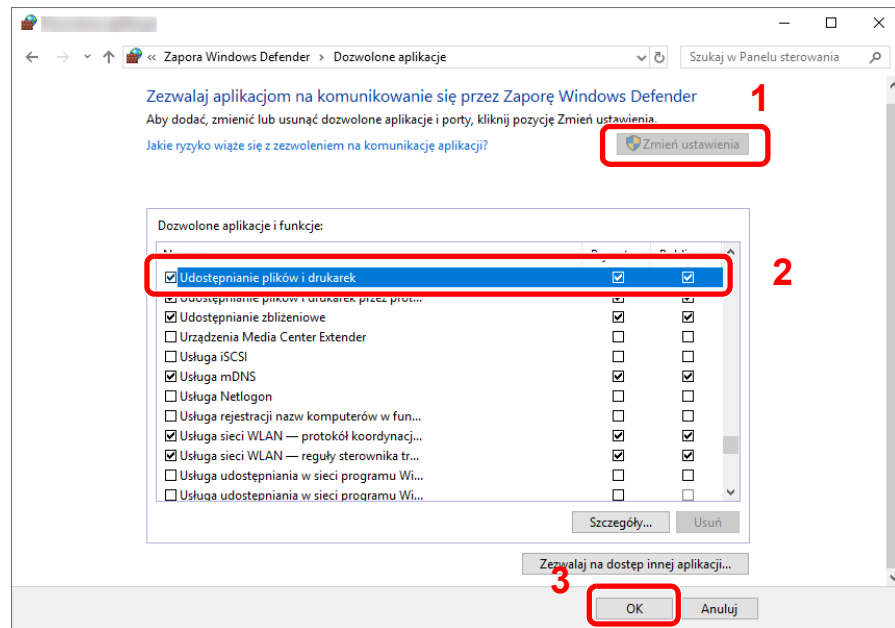 « Zapora Windows Defender › Dozwolone aplikacje
Szukaj w Panelu sterowania
Zezwalaj aplikacjom na komunikowanie się przez Zaporę Windows Defender
1
Aby dodać, zmienić lub usunąć dozwolone aplikacje i porty, kliknij pozycję Zmień ustawienia.
Jakie ryzyko wiąże się z zezwoleniem na komunikację aplikacji?
Zmień ustawienia
Dozwolone aplikacje i funkcje:
Udostępnianie plików i drukarek
2
Udostępnianie plików i drukarek przez prot...
Udostępnianie zbliżeniowe
Urządzenia Media Center Extender
Usługa iSCSI
Usługa mDNS
Usługa Netlogon
Usługa rejestracji nazw komputerów w fun...
Usługa sieci WLAN — protokół koordynacj...
Usługa sieci WLAN — reguły sterownika tr...
Usługa udostępniania w sieci programu Wi...
Usługa udostępniania w sieci programu Wi...
Szczegóły...
Usuń
Zezwalaj na dostęp innej aplikacji...
3
OK
Anuluj